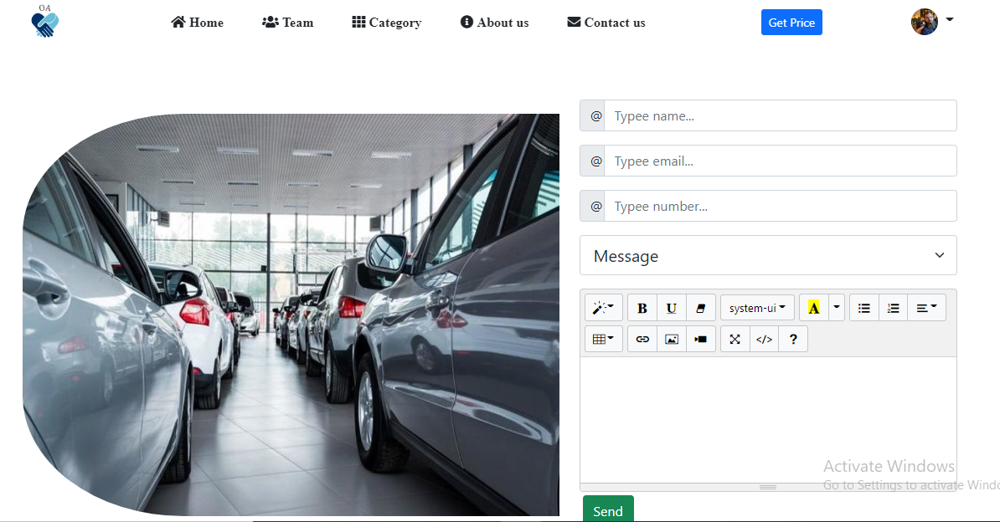 OA
Home Team Category About us Contact us Get Price
@ Typee name...
@ Typee email...
@ Typee number...
Message
B U system-ui A
</> ?
Activate Windows
Go to Settings to activate Windo
Send